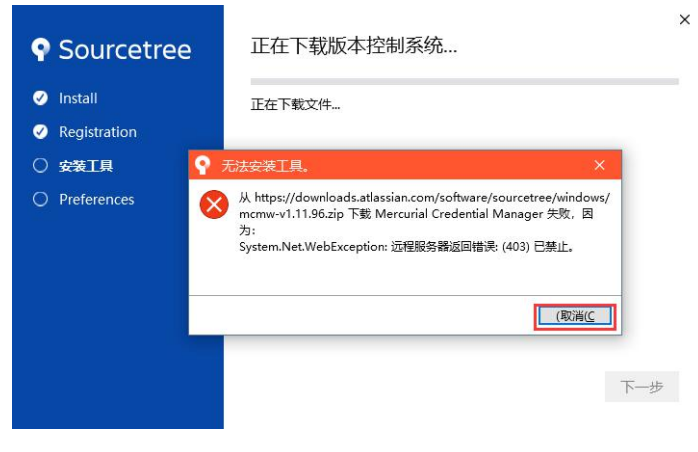 Sourcetree
Install
Registration
安装工具
Preferences
正在下载版本控制系统...
正在下载文件...
无法安装工具。
从 https://downloads.atlassian.com/software/sourcetree/windows/
mcmw-v1.11.96.zip 下载 Mercurial Credential Manager 失败，因
为:
System.Net.WebException: 远程服务器返回错误: (403) 已禁止。
(取消(C
下一步